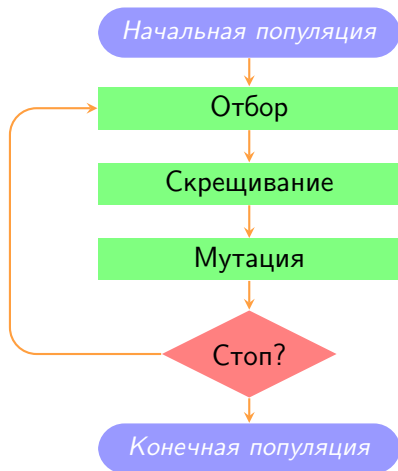 Начальная популяция
Отбор
Скрещивание
Мутация
Стоп?
Конечная популяция